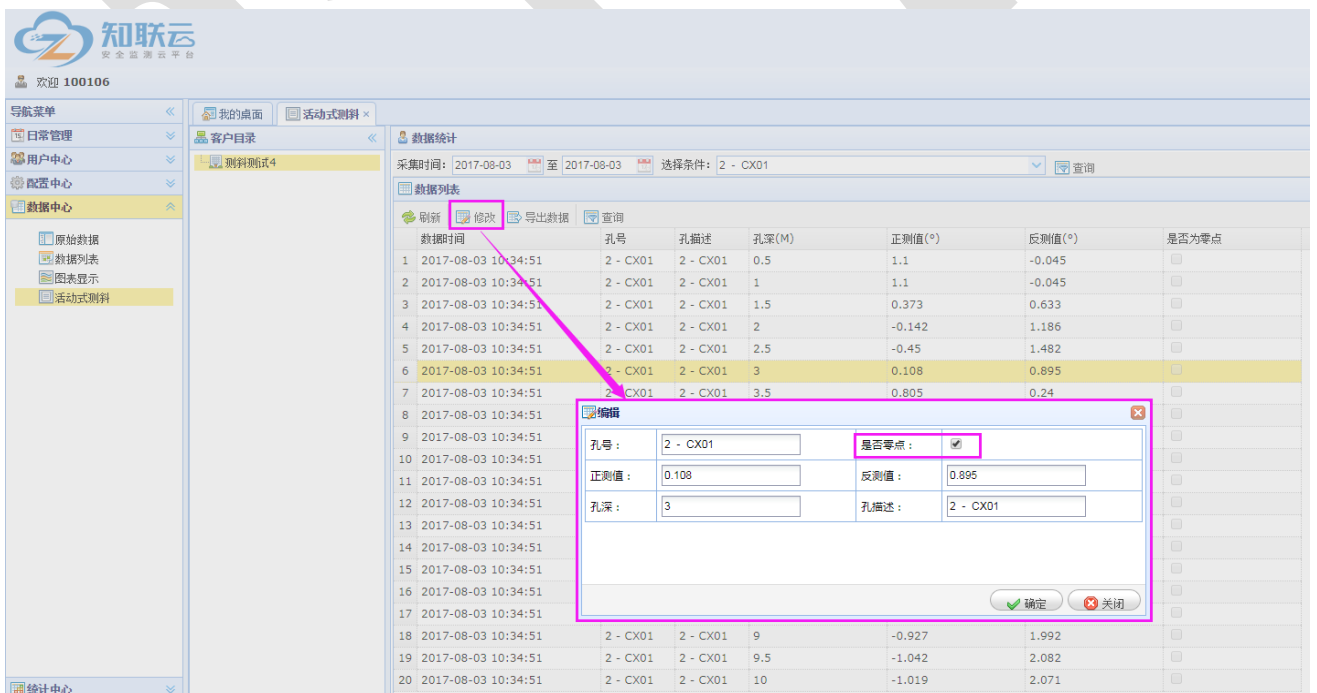 知联云
安全监测云平台
欢迎 100106
导航菜单
日常管理
用户中心
配置中心
数据中心
原始数据
数据列表
图表显示
活动式测斜
统计中心
我的桌面 活动式测斜
客户目录
测斜测试4
数据统计
采集时间: 2017-08-03 至 2017-08-03 选择条件: 2 - CX01 查询
数据列表
刷新 修改 导出数据 查询
数据时间 孔号 孔描述 孔深(M) 正测值(°) 反测值(°) 是否为零点
1 2017-08-03 10:34:51 2 - CX01 2 - CX01 0.5 1.1 -0.045
2 2017-08-03 10:34:51 2 - CX01 2 - CX01 1 1.1 -0.045
3 2017-08-03 10:34:51 2 - CX01 2 - CX01 1.5 0.373 0.633
4 2017-08-03 10:34:51 2 - CX01 2 - CX01 2 -0.142 1.186
5 2017-08-03 10:34:51 2 - CX01 2 - CX01 2.5 -0.45 1.482
6 2017-08-03 10:34:51 2 - CX01 2 - CX01 3 0.108 0.895
7 2017-08-03 10:34:51 2 - CX01 2 - CX01 3.5 0.805 0.24
8 2017-08-03 10:34:51
9 2017-08-03 10:34:51
10 2017-08-03 10:34:51
11 2017-08-03 10:34:51
12 2017-08-03 10:34:51
13 2017-08-03 10:34:51
14 2017-08-03 10:34:51
15 2017-08-03 10:34:51
16 2017-08-03 10:34:51
17 2017-08-03 10:34:51
18 2017-08-03 10:34:51 2 - CX01 2 - CX01 9 -0.927 1.992
19 2017-08-03 10:34:51 2 - CX01 2 - CX01 9.5 -1.042 2.082
20 2017-08-03 10:34:51 2 - CX01 2 - CX01 10 -1.019 2.071
编辑
孔号: 2 - CX01 是否零点:
正测值: 0.108 反测值: 0.895
孔深: 3 孔描述: 2 - CX01
确定 关闭